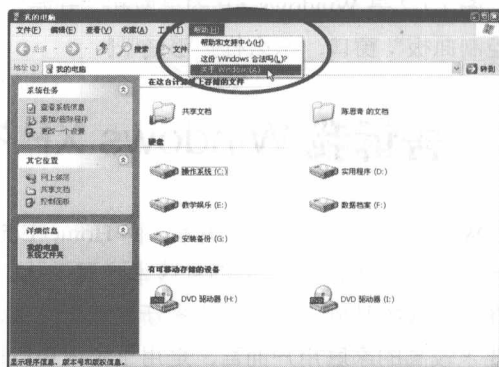 我的电脑
文件(F) 编辑(E) 查看(V) 收藏(A) 工具(T) 帮助(H)
帮助和支持中心(H)
这份 Windows 合法吗(L)?
关于 Windows(A)
后退 搜索 文件
地址(D) 我的电脑 转到
系统任务
查看系统信息
添加/删除程序
更改一个设置
其它位置
网上邻居
共享文档
控制面板
详细信息
我的电脑
系统文件夹
在这台计算机上存储的文件
共享文档 陈思青 的文档
硬盘
操作系统 (C:) 实用程序 (D:)
教学娱乐 (E:) 数据档案 (F:)
安装备份 (G:)
有可移动存储的设备
DVD 驱动器 (H:) DVD 驱动器 (I:)
显示程序信息、版本号和版权信息。